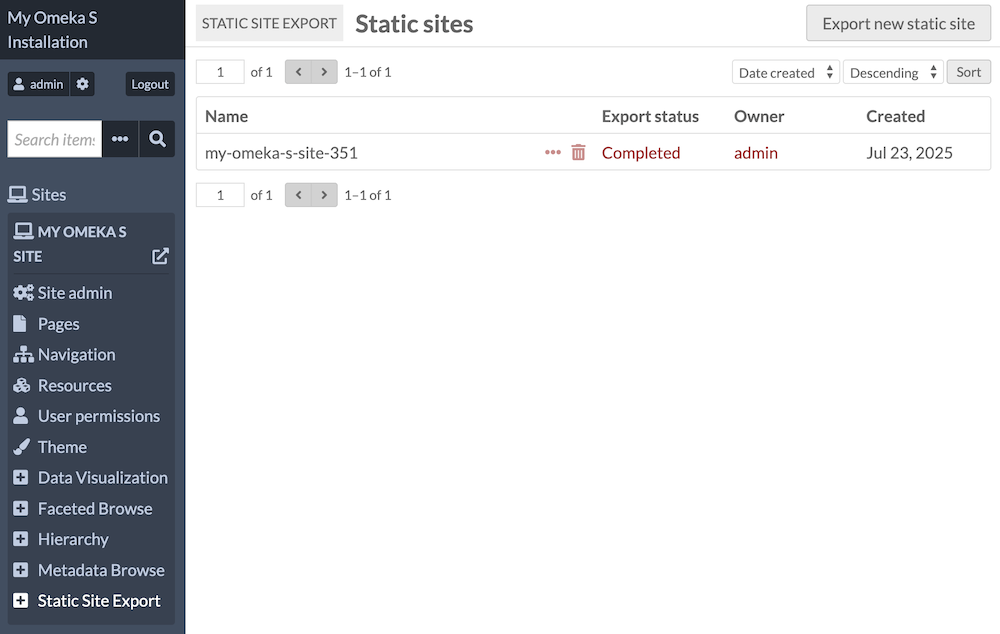 My Omeka S
Installation
admin
Logout
Search item:
Sites
MY OMEKA S
SITE
Site admin
Pages
Navigation
Resources
User permissions
Theme
Data Visualization
Faceted Browse
Hierarchy
Metadata Browse
Static Site Export
STATIC SITE EXPORT Static sites Export new static site
1 of 1 1–1 of 1 Date created Descending Sort
Name Export status Owner Created
my-omeka-s-site-351 Completed admin Jul 23, 2025
1 of 1 1–1 of 1